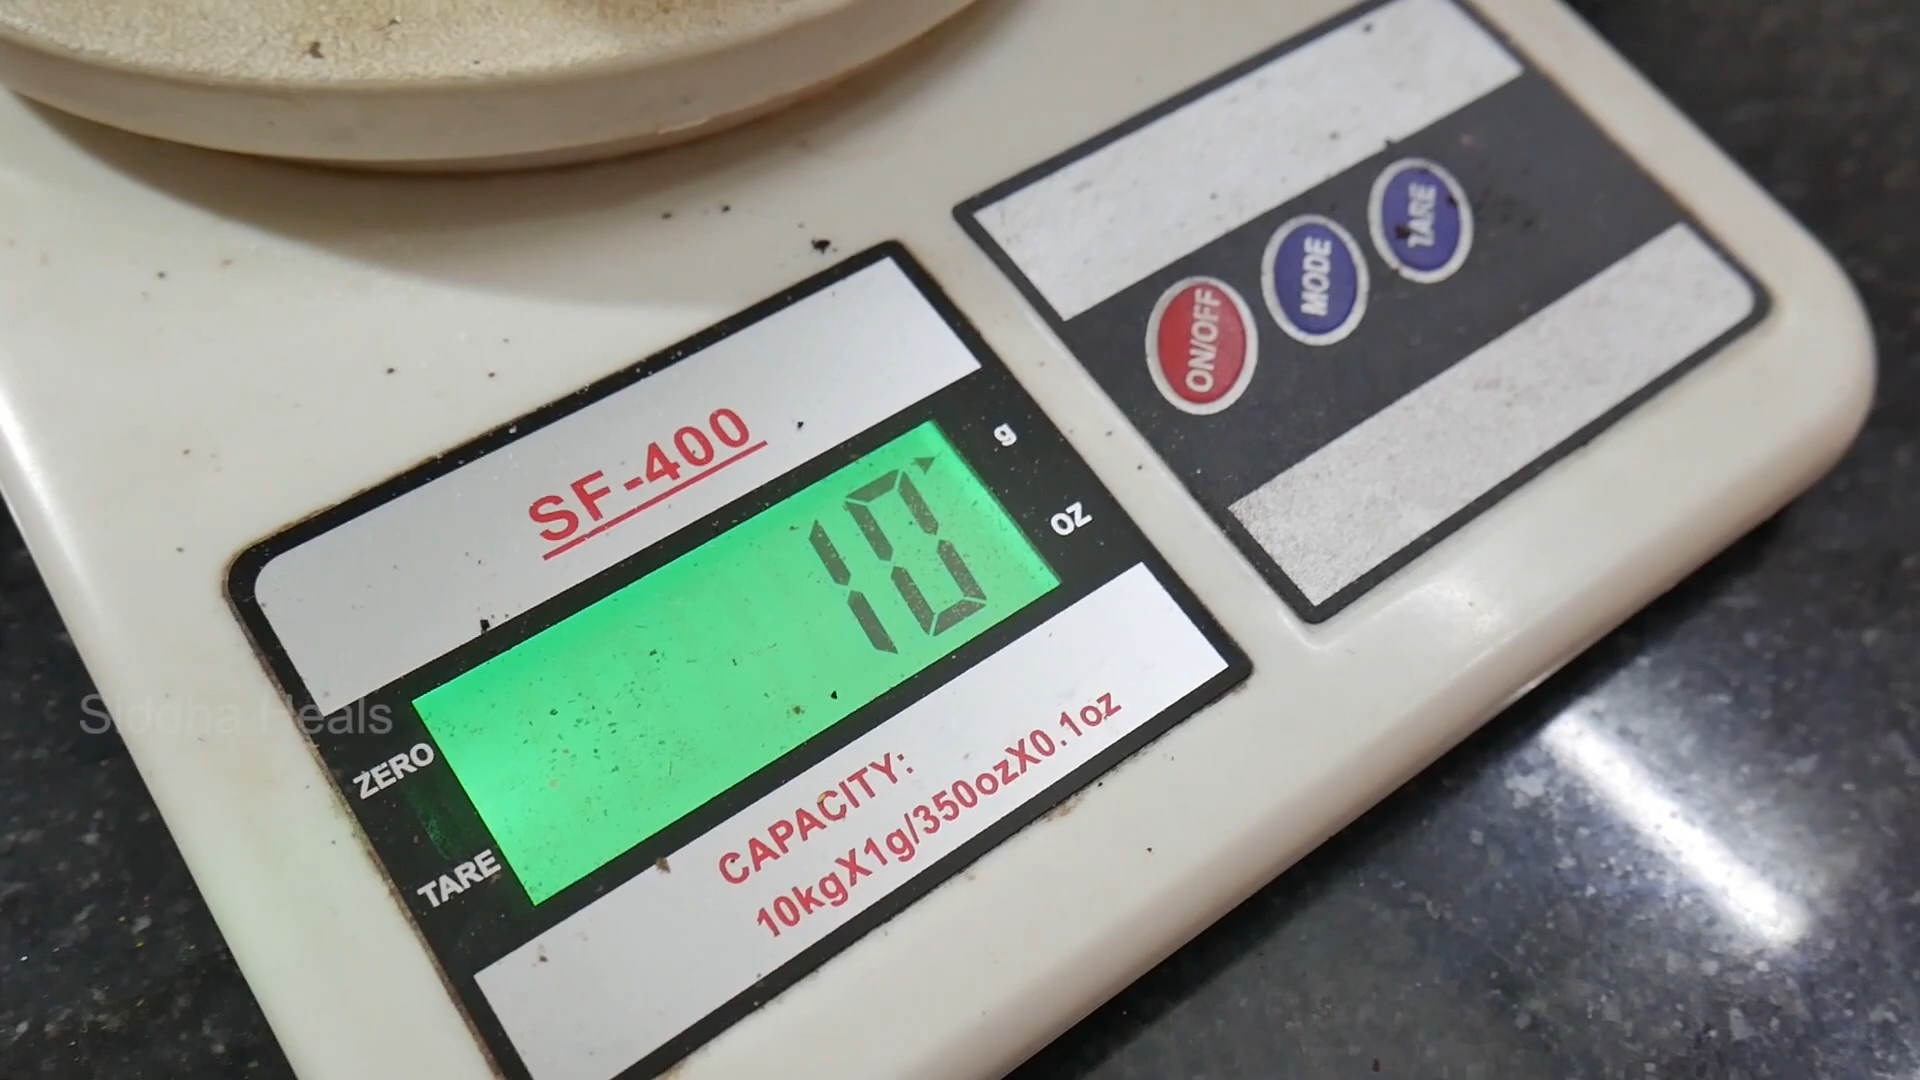 SF-400
10
g
OZ
ZERO
TARE
CAPACITY:
10kgX1g/350ozX0.1oz
ON/OFF
MODE
TARE
Siddha Heals